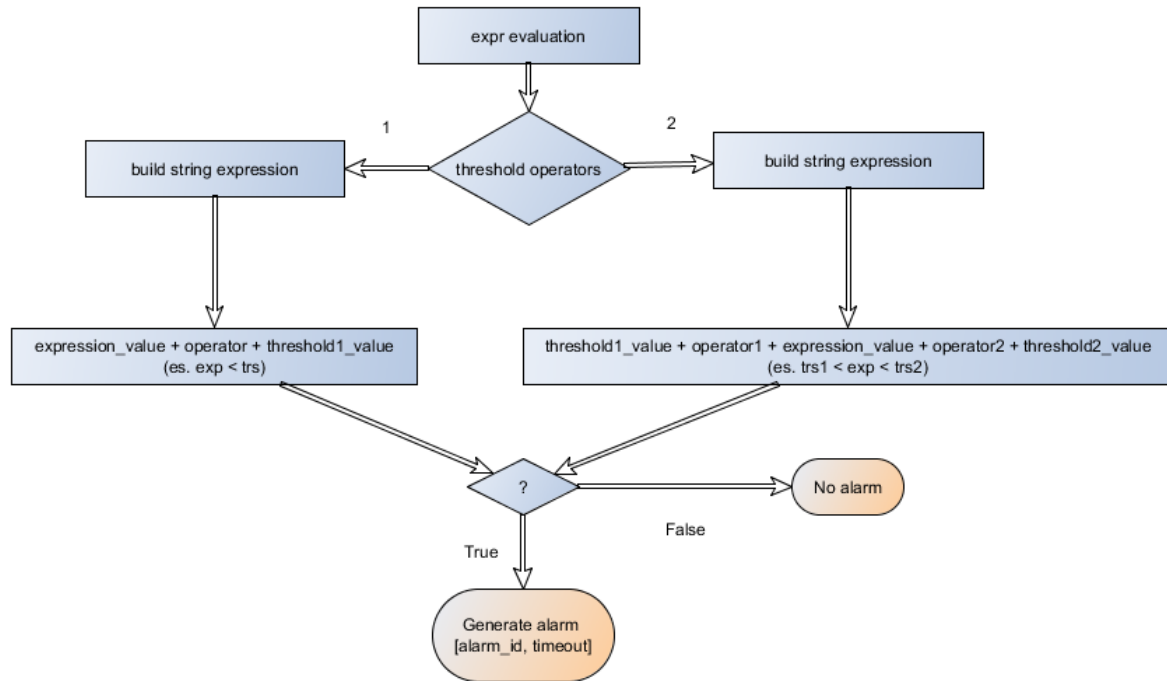 expr evaluation
1
2
build string expression
threshold operators
build string expression
expression_value + operator + threshold1_value
(es. exp < trs)
threshold1_value + operator1 + expression_value + operator2 + threshold2_value
(es. trs1 < exp < trs2)
?
No alarm
False
True
Generate alarm
[alarm_id, timeout]